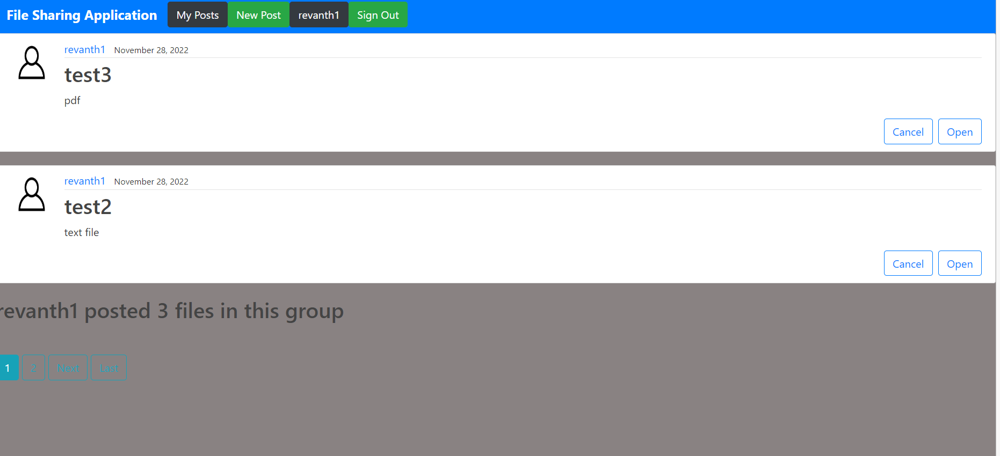 File Sharing Application My Posts New Post revanth1 Sign Out
revanth1 November 28, 2022
test3
pdf
Cancel Open
revanth1 November 28, 2022
test2
text file
Cancel Open
revanth1 posted 3 files in this group
1 2 Next Last